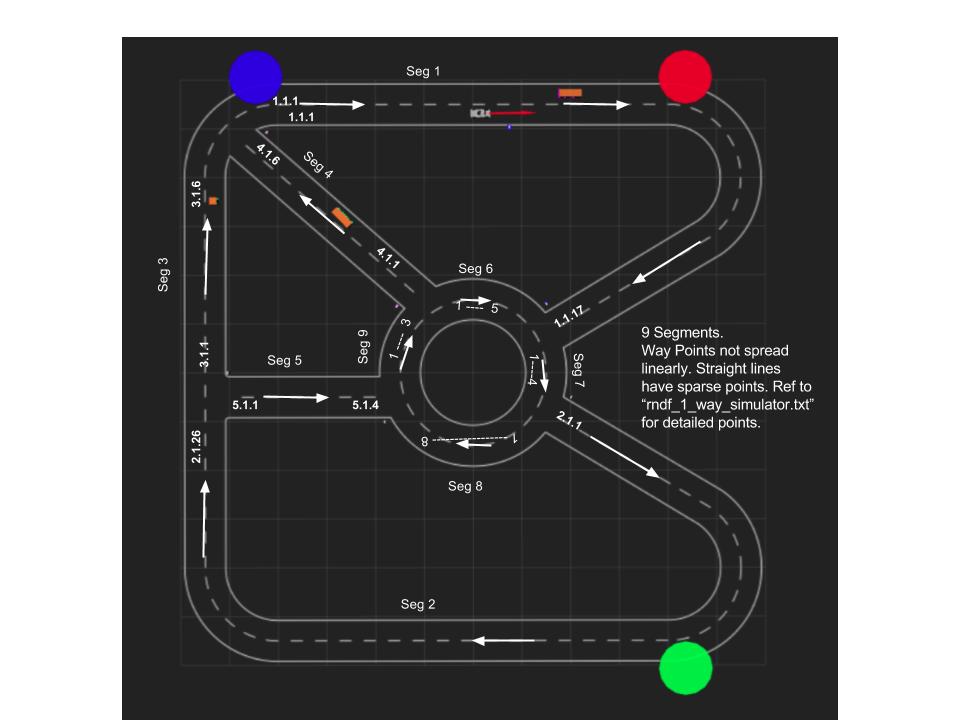 Seg 1
1.1.1
1.1.1
Seg 4
4.1.6
3.1.6
4.1.1
Seg 3
Seg 6
1 ---- 5
1.1.17
1 ---- 3
Seg 9
3.1.1
Seg 5
1----4
Seg 7
9 Segments.
Way Points not spread
linearly. Straight lines
have sparse points. Ref to
“rndf_1_way_simulator.txt”
for detailed points.
5.1.1
5.1.4
2.1.1
2.1.26
1 ---------------- 8
Seg 8
Seg 2